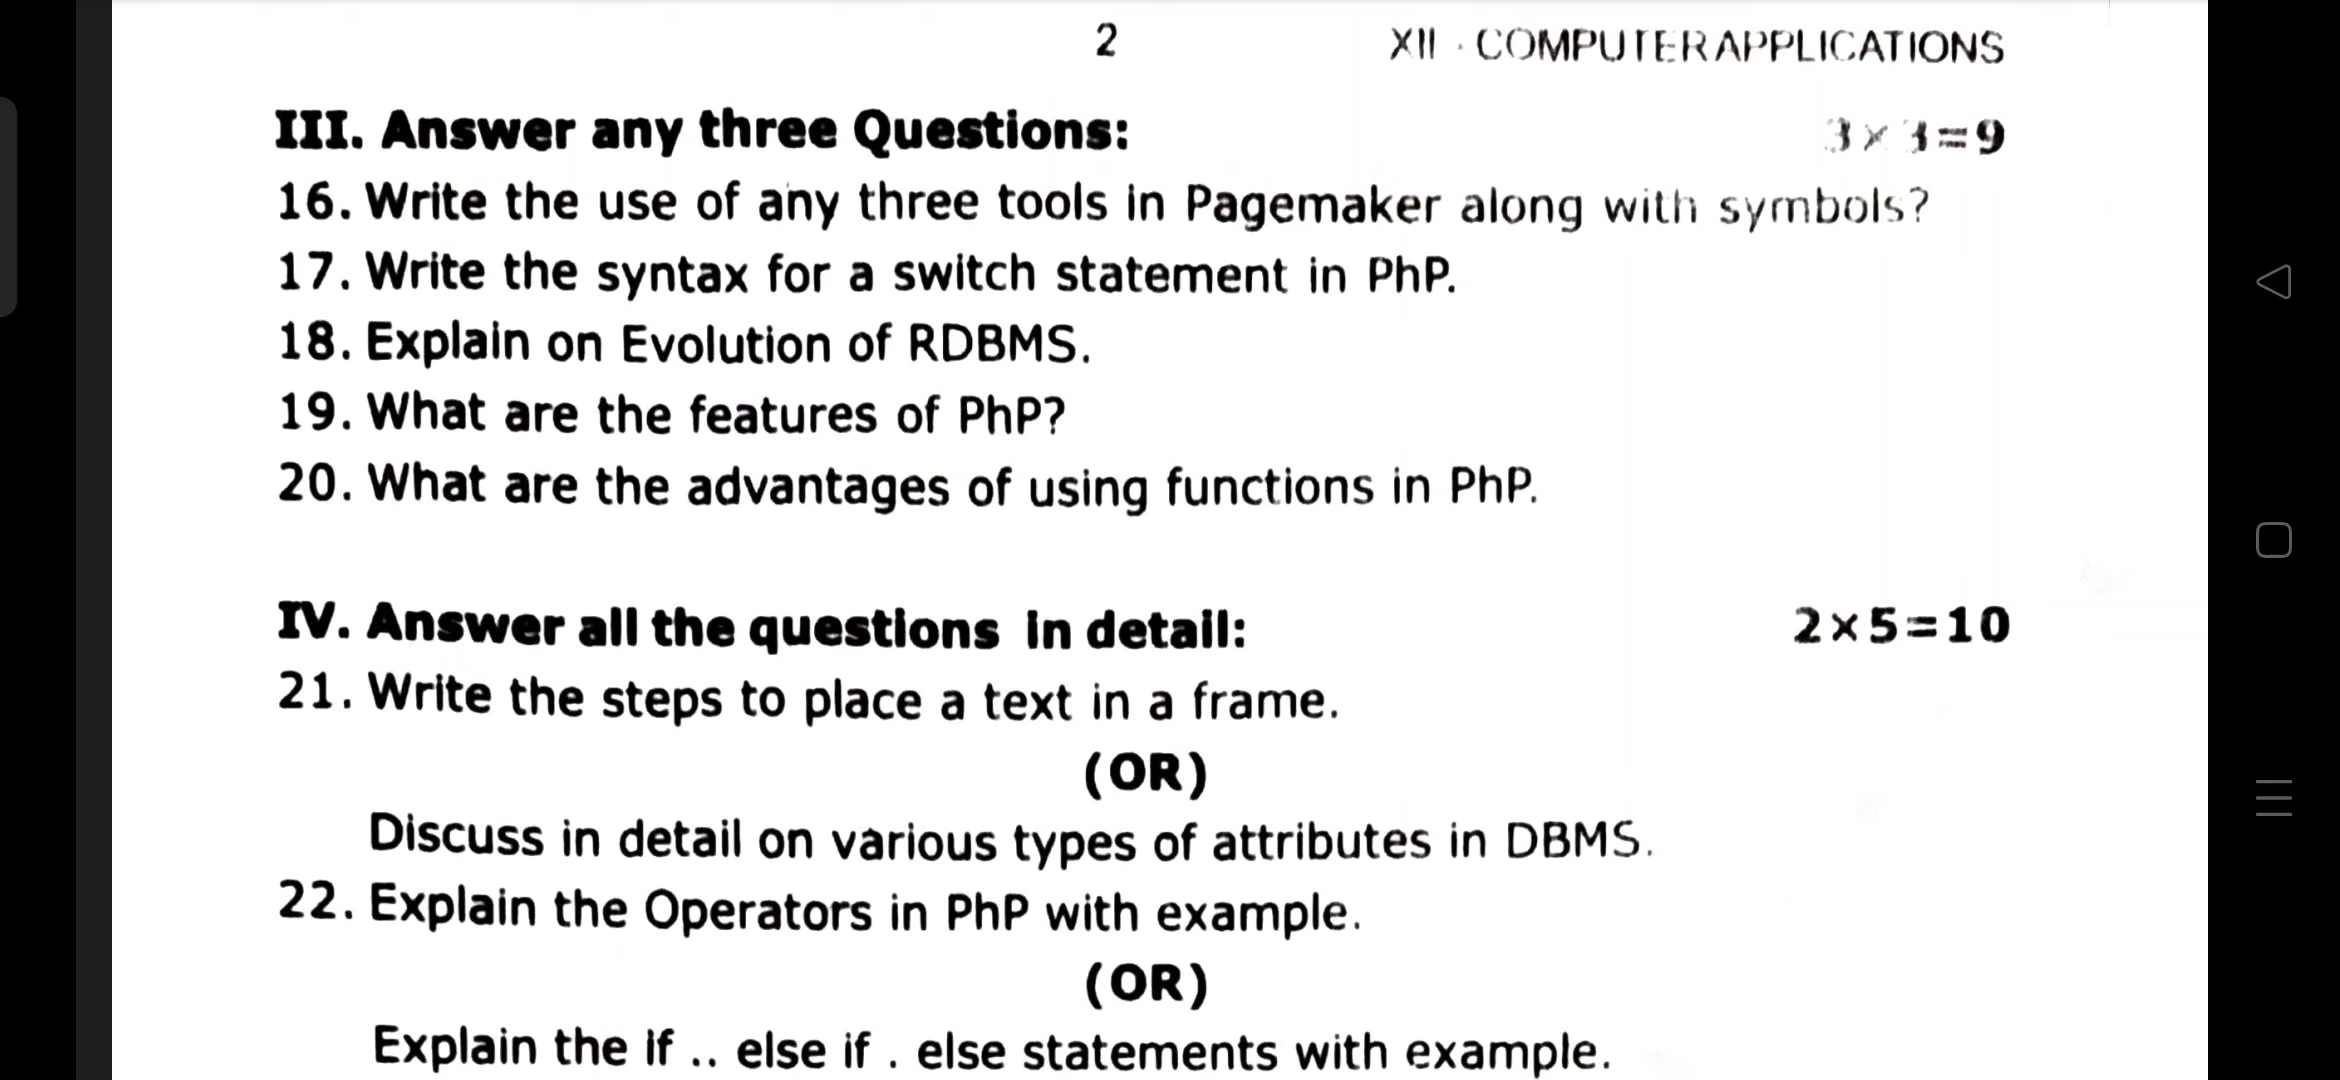 2 XII - COMPUTER APPLICATIONS
III. Answer any three Questions: 3 × 3=9
16. Write the use of any three tools in Pagemaker along with symbols?
17. Write the syntax for a switch statement in PhP.
18. Explain on Evolution of RDBMS.
19. What are the features of PhP?
20. What are the advantages of using functions in PhP.
IV. Answer all the questions in detail: 2×5=10
21. Write the steps to place a text in a frame.
(OR)
Discuss in detail on various types of attributes in DBMS.
22. Explain the Operators in PhP with example.
(OR)
Explain the if .. else if . else statements with example.